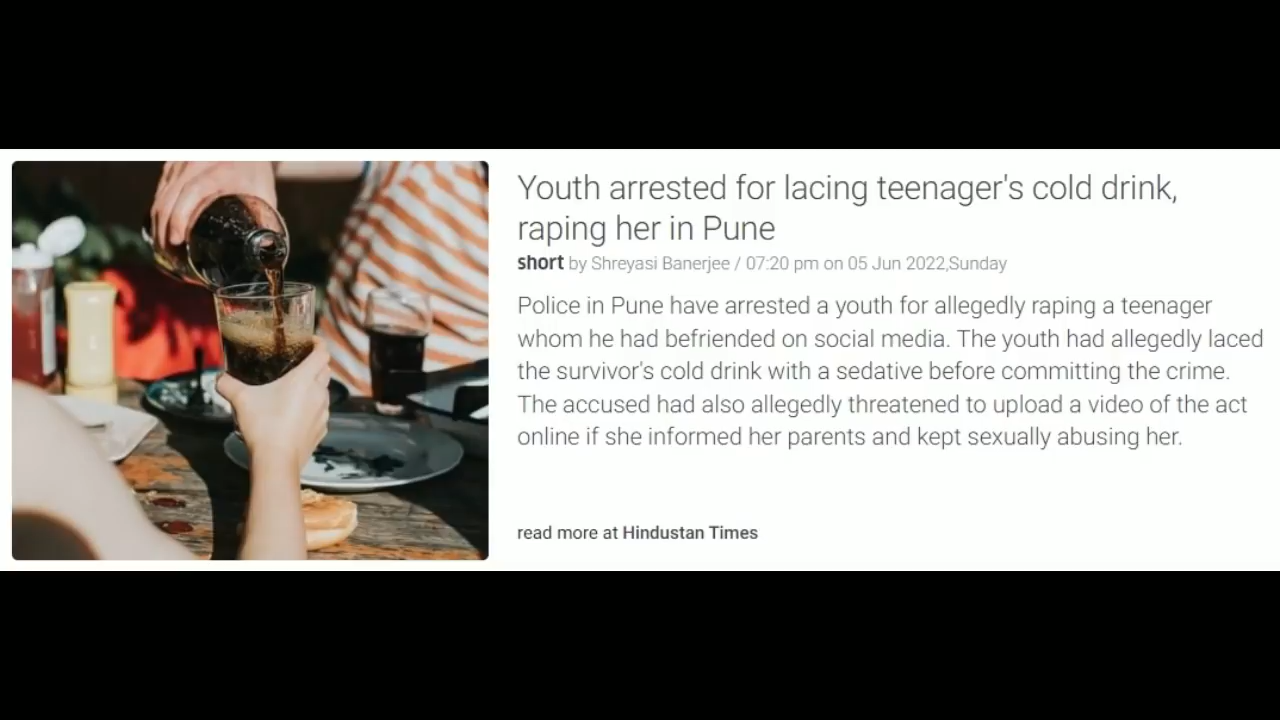 Youth arrested for lacing teenager's cold drink,
raping her in Pune
short by Shreyasi Banerjee / 07:20 pm on 05 Jun 2022,Sunday
Police in Pune have arrested a youth for allegedly raping a teenager
whom he had befriended on social media. The youth had allegedly laced
the survivor's cold drink with a sedative before committing the crime.
The accused had also allegedly threatened to upload a video of the act
online if she informed her parents and kept sexually abusing her.
read more at Hindustan Times